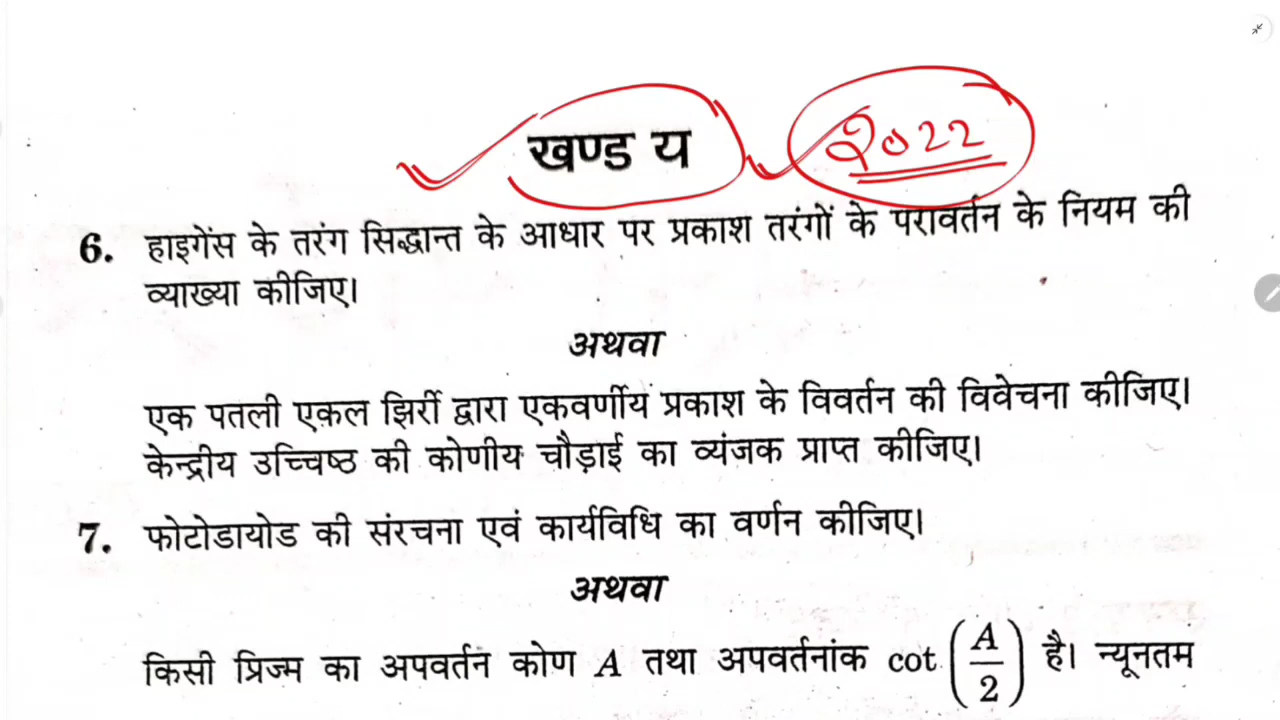 खण्ड य २०22
6. हाइगेंस के तरंग सिद्धान्त के आधार पर प्रकाश तरंगों के परावर्तन के नियम की
व्याख्या कीजिए।
अथवा
एक पतली एकल झिर्री द्वारा एकवर्णीय प्रकाश के विवर्तन की विवेचना कीजिए।
केन्द्रीय उच्चिष्ठ की कोणीय चौड़ाई का व्यंजक प्राप्त कीजिए।
7. फोटोडायोड की संरचना एवं कार्यविधि का वर्णन कीजिए।
अथवा
किसी प्रिज्म का अपवर्तन कोण A तथा अपवर्तनांक cot (A/2) है। न्यूनतम